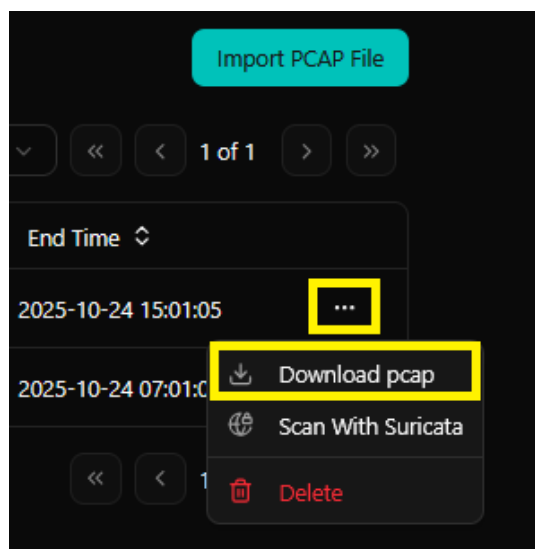 Import PCAP File
1 of 1
End Time
2025-10-24 15:01:05
Download pcap
2025-10-24 07:01:0
Scan With Suricata
1
Delete